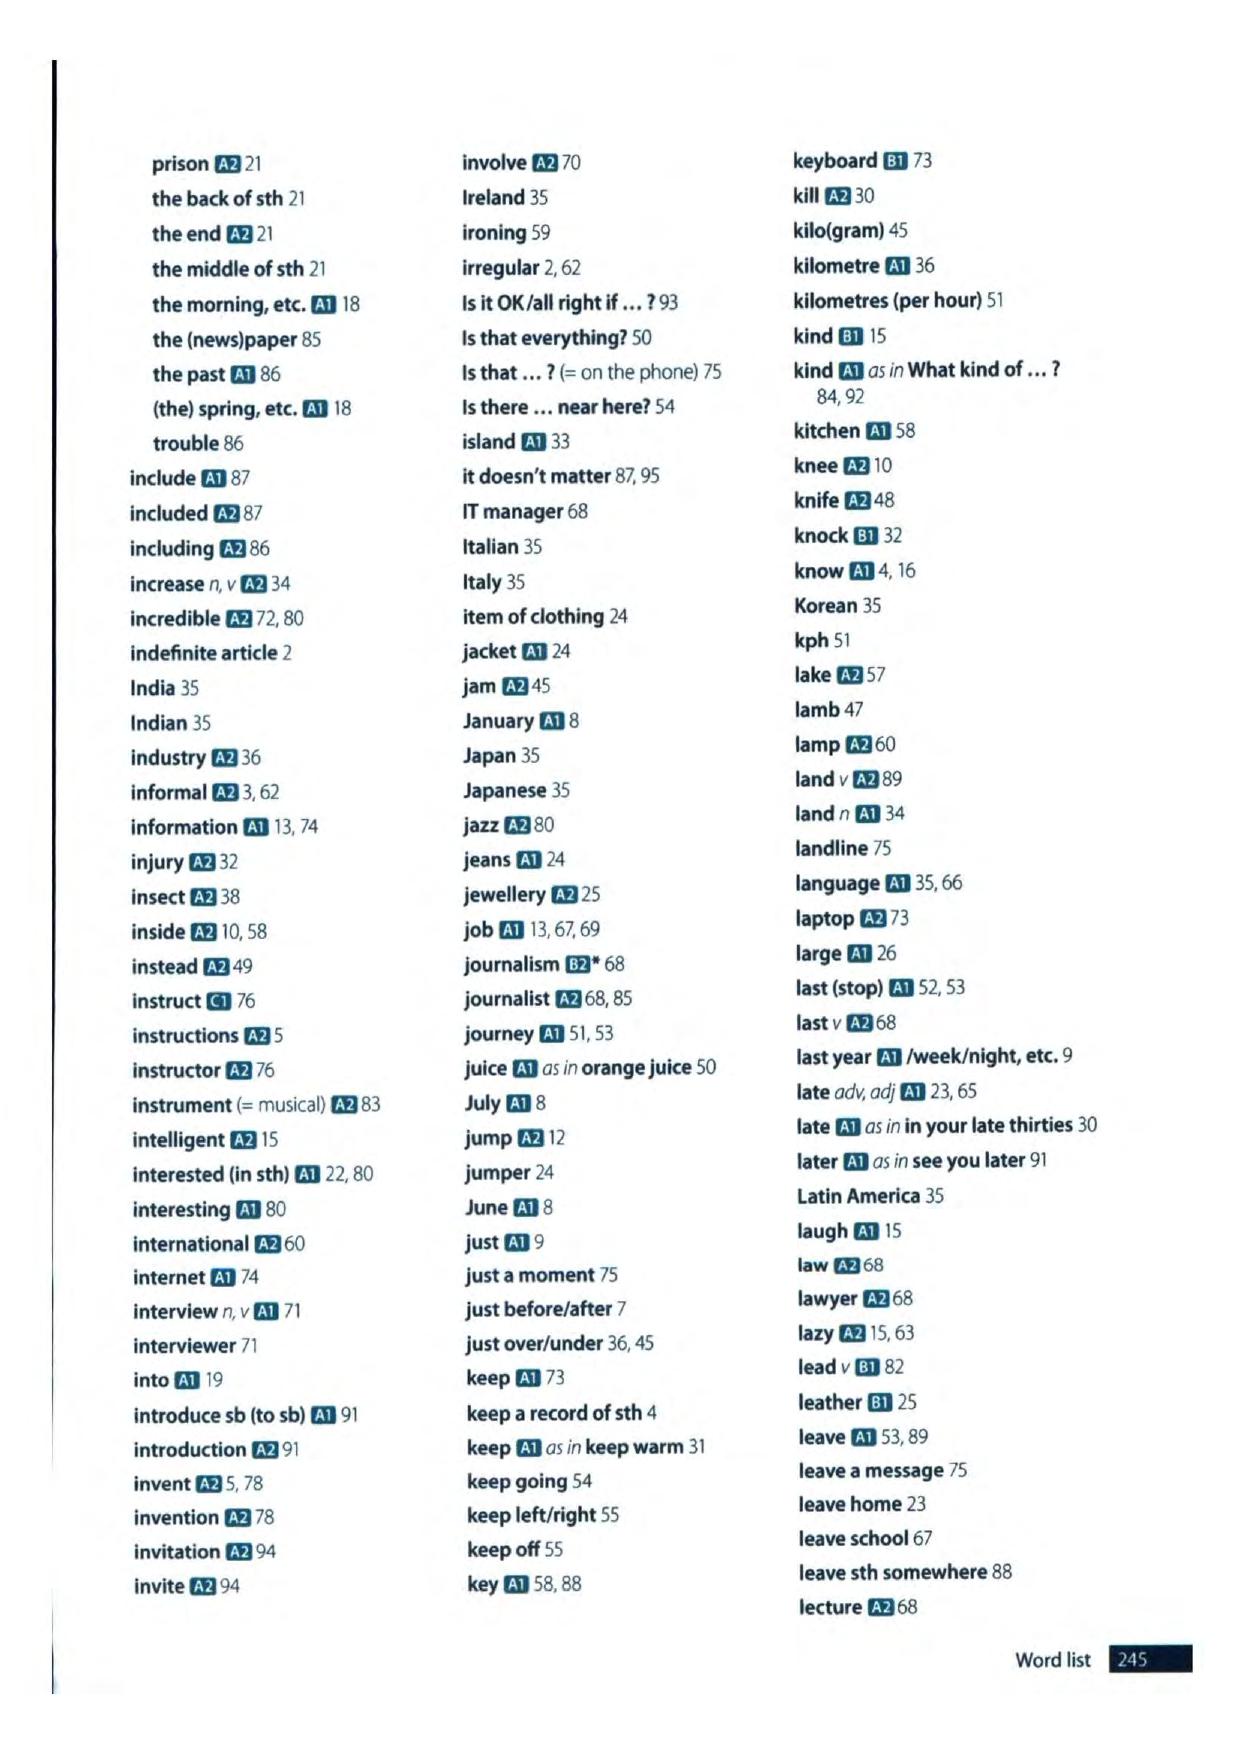 prison A2 21
the back of sth 21
the end A2 21
the middle of sth 21
the morning, etc. A1 18
the (news)paper 85
the past A1 86
(the) spring, etc. A1 18
trouble 86
include A1 87
included A2 87
including A2 86
increase n, v A2 34
incredible A2 72, 80
indefinite article 2
India 35
Indian 35
industry A2 36
informal A2 3, 62
information A1 13, 74
injury A2 32
insect A2 38
inside A2 10, 58
instead A2 49
instruct C1 76
instructions A2 5
instructor A2 76
instrument (= musical) A2 83
intelligent A2 15
interested (in sth) A1 22, 80
interesting A1 80
international A2 60
internet A1 74
interview n, v A1 71
interviewer 71
into A1 19
introduce sb (to sb) A1 91
introduction A2 91
invent A2 5, 78
invention A2 78
invitation A2 94
invite A2 94
involve A2 70
Ireland 35
ironing 59
irregular 2, 62
Is it OK/all right if ... ? 93
Is that everything? 50
Is that ... ? (= on the phone) 75
Is there ... near here? 54
island A1 33
it doesn't matter 87, 95
IT manager 68
Italian 35
Italy 35
item of clothing 24
jacket A1 24
jam A2 45
January A1 8
Japan 35
Japanese 35
jazz A2 80
jeans A1 24
jewellery A2 25
job A1 13, 67, 69
journalism B2* 68
journalist A2 68, 85
journey A1 51, 53
juice A1 as in orange juice 50
July A1 8
jump A2 12
jumper 24
June A1 8
just A1 9
just a moment 75
just before/after 7
just over/under 36, 45
keep A1 73
keep a record of sth 4
keep A1 as in keep warm 31
keep going 54
keep left/right 55
keep off 55
key A1 58, 88
keyboard B1 73
kill A2 30
kilo(gram) 45
kilometre A1 36
kilometres (per hour) 51
kind B1 15
kind A1 as in What kind of ... ?
84, 92
kitchen A1 58
knee A2 10
knife A2 48
knock B1 32
know A1 4, 16
Korean 35
kph 51
lake A2 57
lamb 47
lamp A2 60
land v A2 89
land n A1 34
landline 75
language A1 35, 66
laptop A2 73
large A1 26
last (stop) A1 52, 53
last v A2 68
last year A1 /week/night, etc. 9
late adv, adj A1 23, 65
late A1 as in in your late thirties 30
later A1 as in see you later 91
Latin America 35
laugh A1 15
law A2 68
lawyer A2 68
lazy A2 15, 63
lead v B1 82
leather B1 25
leave A1 53, 89
leave a message 75
leave home 23
leave school 67
leave sth somewhere 88
lecture A2 68
Word list 245